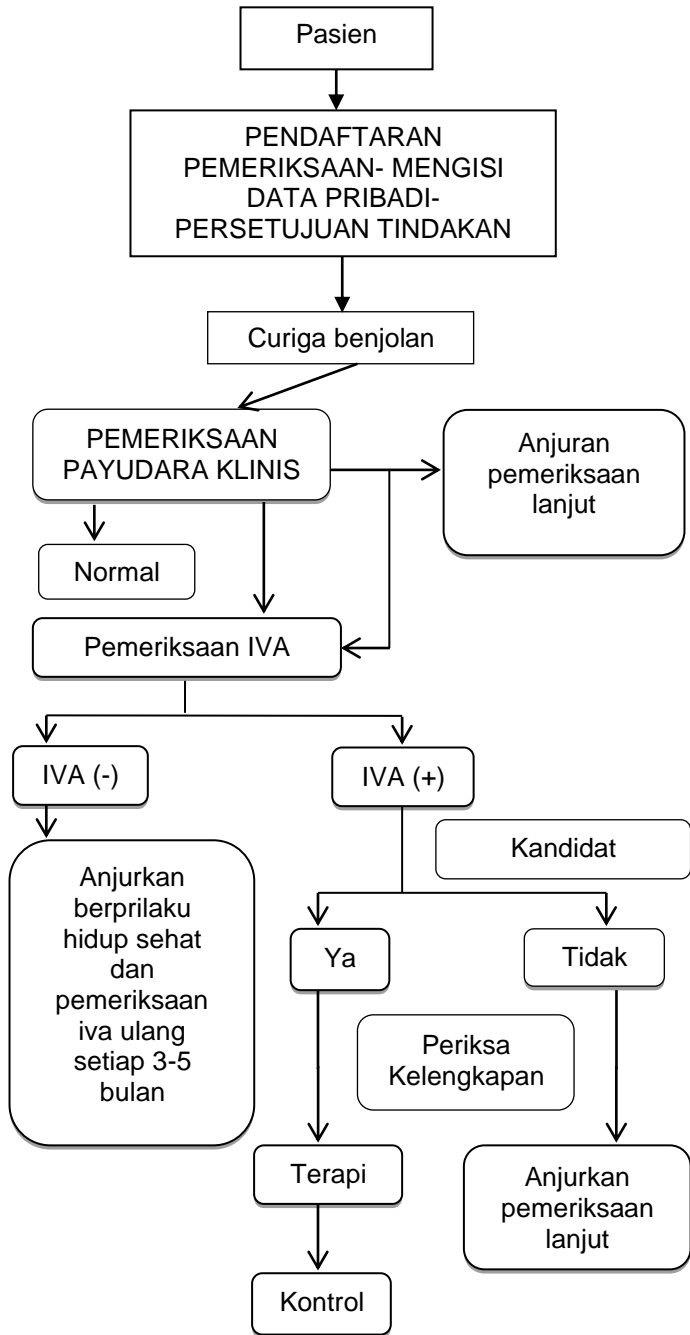 Pasien
PENDAFTARAN
PEMERIKSAAN- MENGISI
DATA PRIBADI-
PERSETUJUAN TINDAKAN
Curiga benjolan
PEMERIKSAAN
PAYUDARA KLINIS
Anjuran
pemeriksaan
lanjut
Normal
Pemeriksaan IVA
IVA (-)
IVA (+)
Kandidat
Anjurkan
berprilaku
hidup sehat
dan
pemeriksaan
iva ulang
setiap 3-5
bulan
Ya
Tidak
Periksa
Kelengkapan
Terapi
Anjurkan
pemeriksaan
lanjut
Kontrol